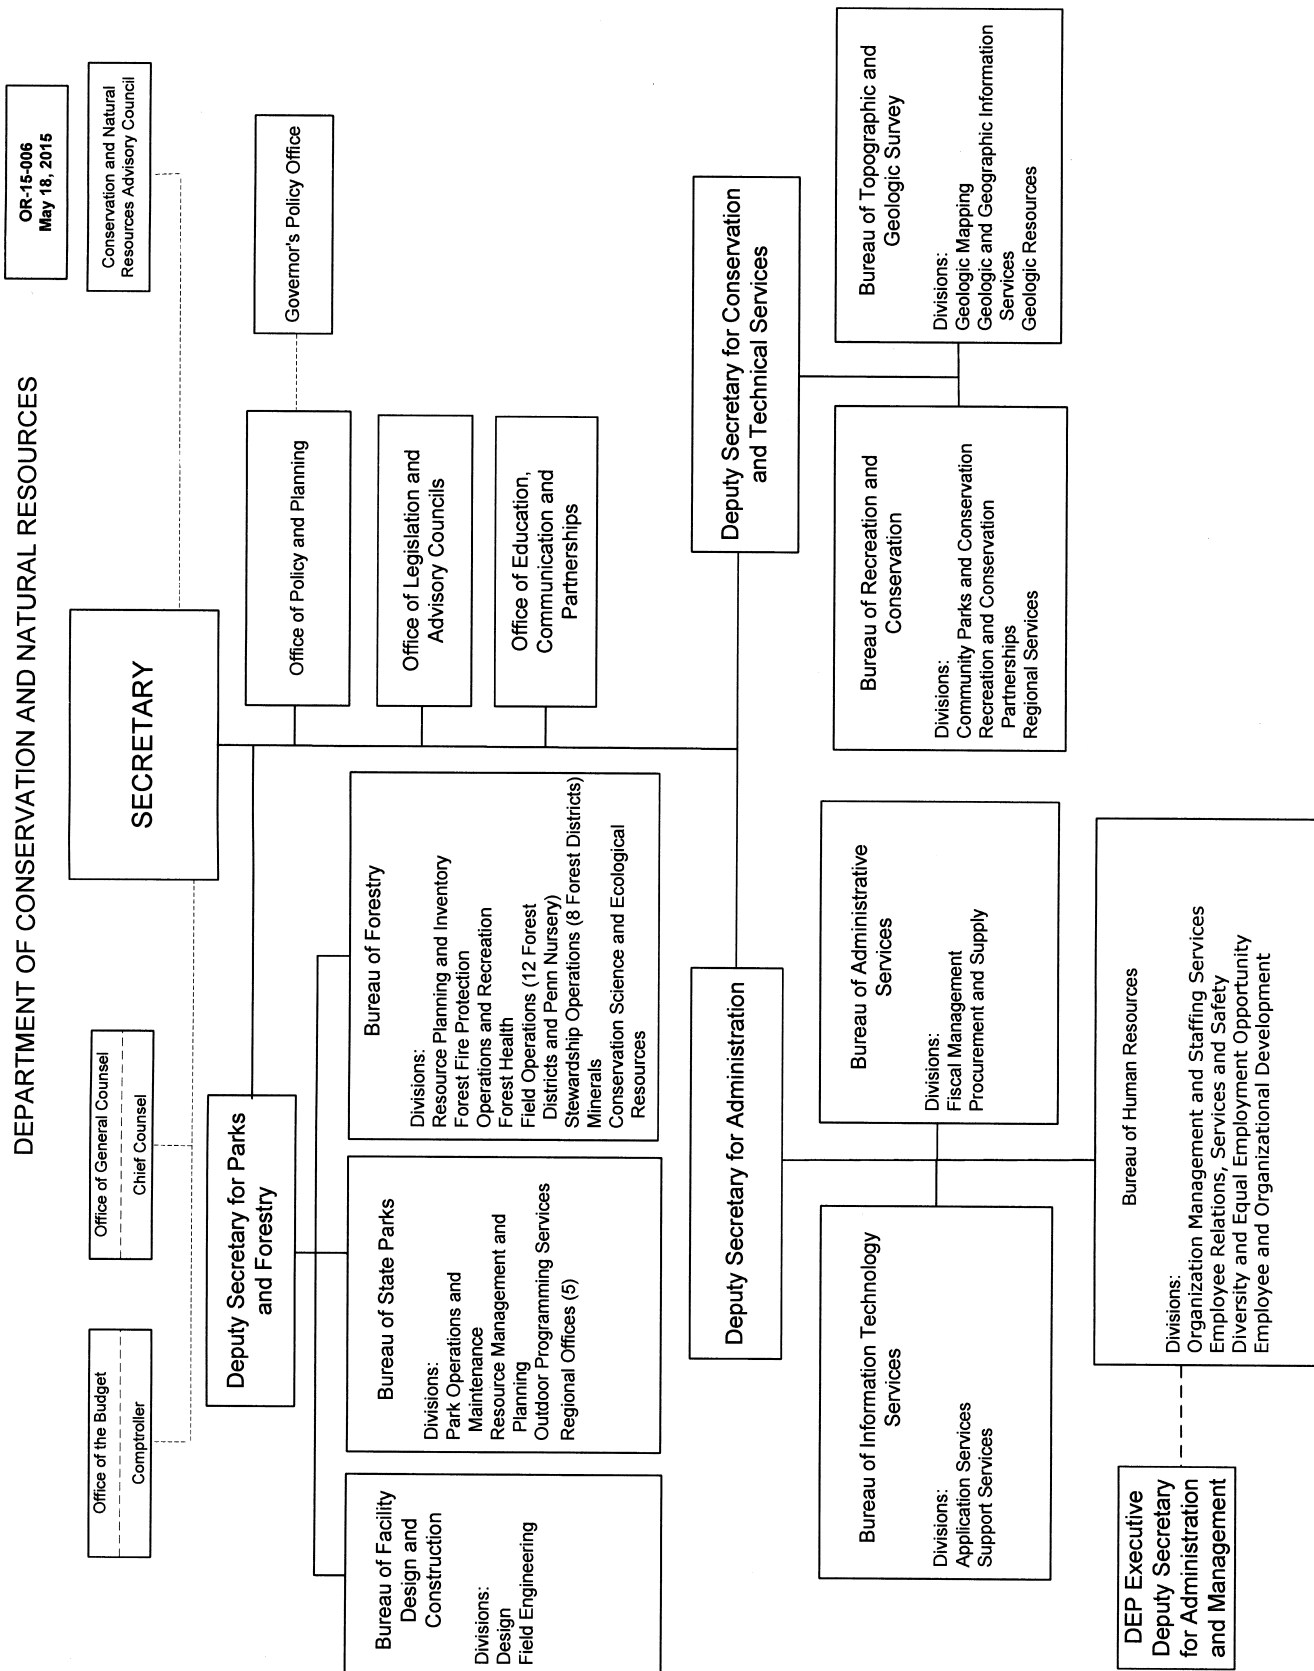 DEPARTMENT OF CONSERVATION AND NATURAL RESOURCES
OR-15-006
May 18, 2015
Office of the Budget
Comptroller
Office of General Counsel
Chief Counsel
SECRETARY
Conservation and Natural
Resources Advisory Council
Deputy Secretary for Parks
and Forestry
Office of Policy and Planning
Governor's Policy Office
Office of Legislation and
Advisory Councils
Office of Education,
Communication and
Partnerships
Bureau of Facility
Design and
Construction
Divisions:
Design
Field Engineering
Bureau of State Parks
Divisions:
Park Operations and
Maintenance
Resource Management and
Planning
Outdoor Programming Services
Regional Offices (5)
Bureau of Forestry
Divisions:
Resource Planning and Inventory
Forest Fire Protection
Operations and Recreation
Forest Health
Field Operations (12 Forest
Districts and Penn Nursery)
Stewardship Operations (8 Forest Districts)
Minerals
Conservation Science and Ecological
Resources
Deputy Secretary for Administration
Deputy Secretary for Conservation
and Technical Services
Bureau of Information Technology
Services
Divisions:
Application Services
Support Services
Bureau of Administrative
Services
Divisions:
Fiscal Management
Procurement and Supply
Bureau of Recreation and
Conservation
Divisions:
Community Parks and Conservation
Recreation and Conservation
Partnerships
Regional Services
Bureau of Topographic and
Geologic Survey
Divisions:
Geologic Mapping
Geologic and Geographic Information
Services
Geologic Resources
DEP Executive
Deputy Secretary
for Administration
and Management
Bureau of Human Resources
Divisions:
Organization Management and Staffing Services
Employee Relations, Services and Safety
Diversity and Equal Employment Opportunity
Employee and Organizational Development